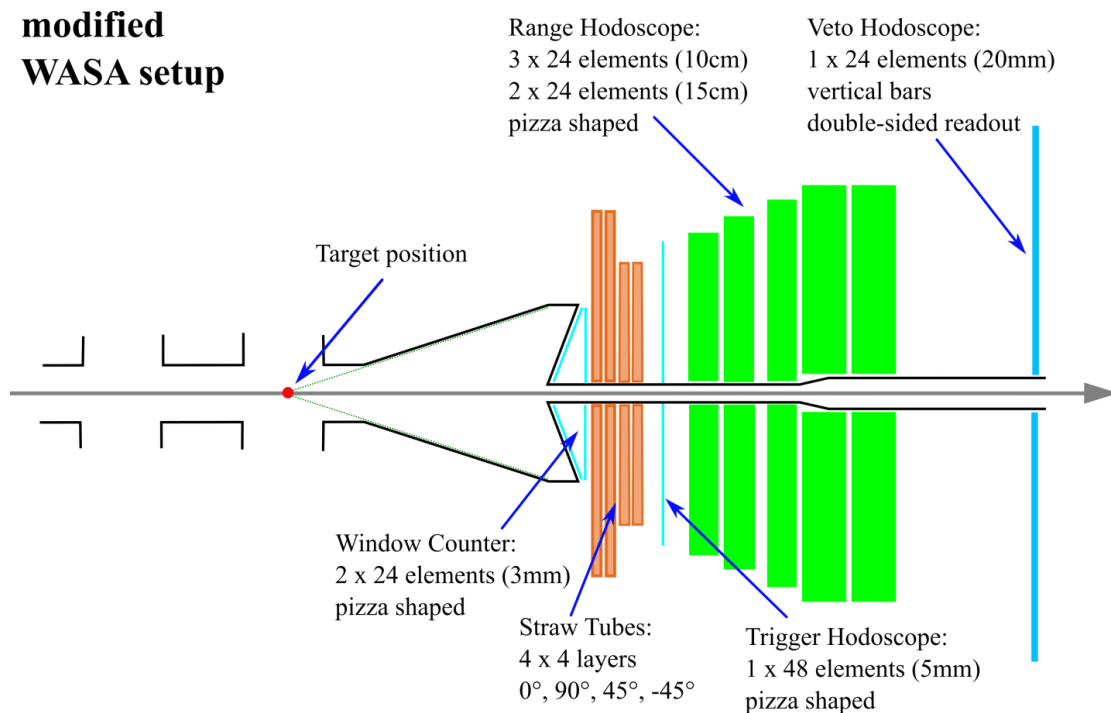 modified
WASA setup
Range Hodoscope:
3 x 24 elements (10cm)
2 x 24 elements (15cm)
pizza shaped
Veto Hodoscope:
1 x 24 elements (20mm)
vertical bars
double-sided readout
Target position
Window Counter:
2 x 24 elements (3mm)
pizza shaped
Straw Tubes:
4 x 4 layers
0°, 90°, 45°, -45°
Trigger Hodoscope:
1 x 48 elements (5mm)
pizza shaped